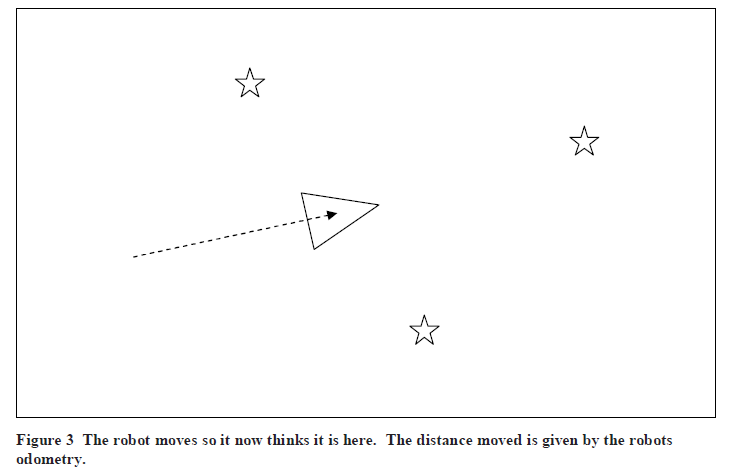 Figure 3  The robot moves so it now thinks it is here.  The distance moved is given by the robots
odometry.